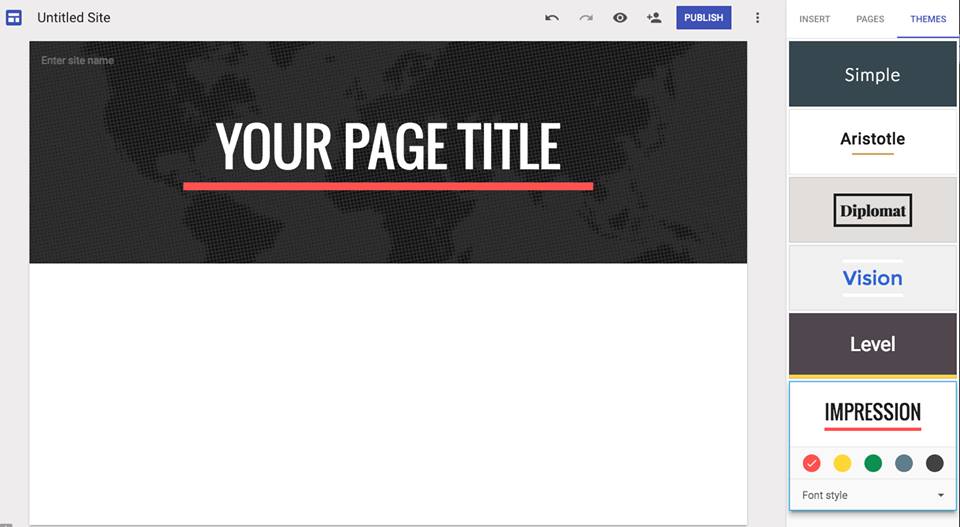 Untitled Site
PUBLISH
INSERT
PAGES
THEMES
Enter site name
YOUR PAGE TITLE
Simple
Aristotle
Diplomat
Vision
Level
IMPRESSION
Font style